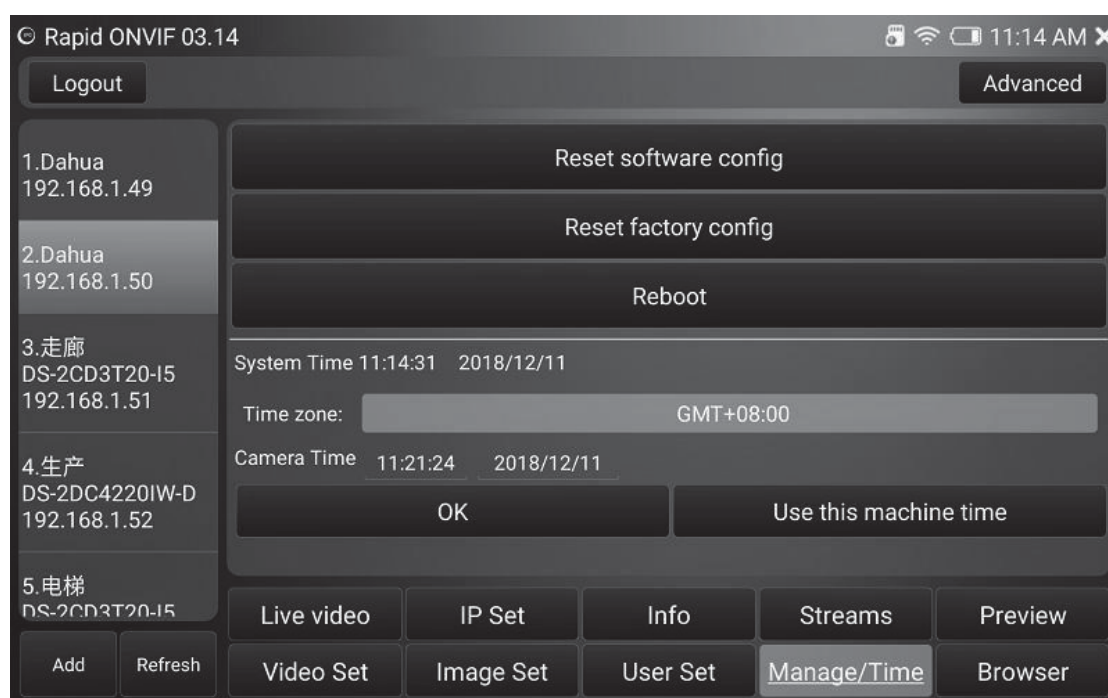 Rapid ONVIF 03.14
11:14 AM
Logout
Advanced
1.Dahua
192.168.1.49
2.Dahua
192.168.1.50
3.走廊
DS-2CD3T20-I5
192.168.1.51
4.生产
DS-2DC4220IW-D
192.168.1.52
5.电梯
DS-2CD3T20-I5
Add
Refresh
Reset software config
Reset factory config
Reboot
System Time 11:14:31 2018/12/11
Time zone: GMT+08:00
Camera Time 11:21:24 2018/12/11
OK
Use this machine time
Live video
IP Set
Info
Streams
Preview
Video Set
Image Set
User Set
Manage/Time
Browser